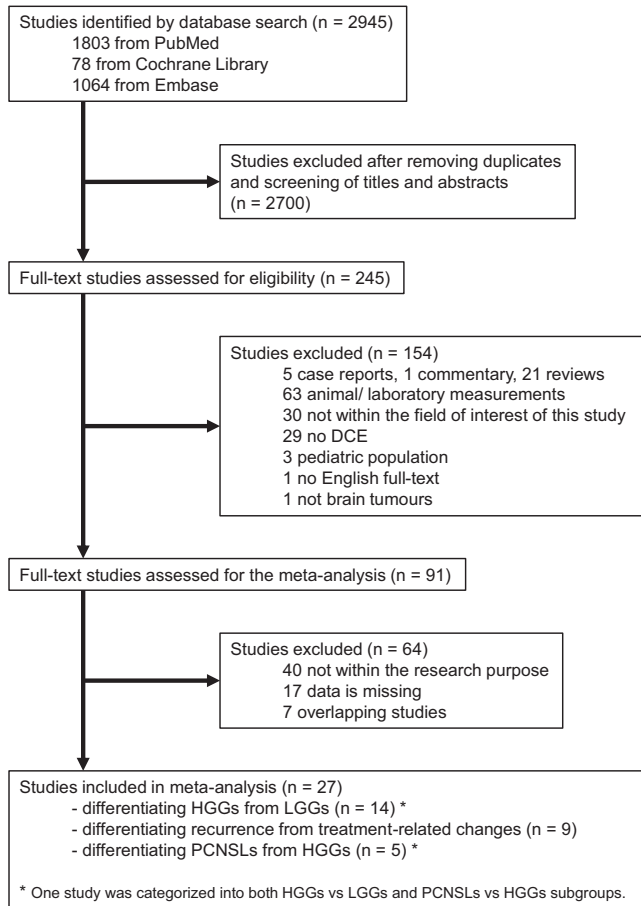 Studies identified by database search (n = 2945)
1803 from PubMed
78 from Cochrane Library
1064 from Embase
Studies excluded after removing duplicates
and screening of titles and abstracts
(n = 2700)
Full-text studies assessed for eligibility (n = 245)
Studies excluded (n = 154)
5 case reports, 1 commentary, 21 reviews
63 animal/ laboratory measurements
30 not within the field of interest of this study
29 no DCE
3 pediatric population
1 no English full-text
1 not brain tumours
Full-text studies assessed for the meta-analysis (n = 91)
Studies excluded (n = 64)
40 not within the research purpose
17 data is missing
7 overlapping studies
Studies included in meta-analysis (n = 27)
- differentiating HGGs from LGGs (n = 14) *
- differentiating recurrence from treatment-related changes (n = 9)
- differentiating PCNSLs from HGGs (n = 5) *
* One study was categorized into both HGGs vs LGGs and PCNSLs vs HGGs subgroups.